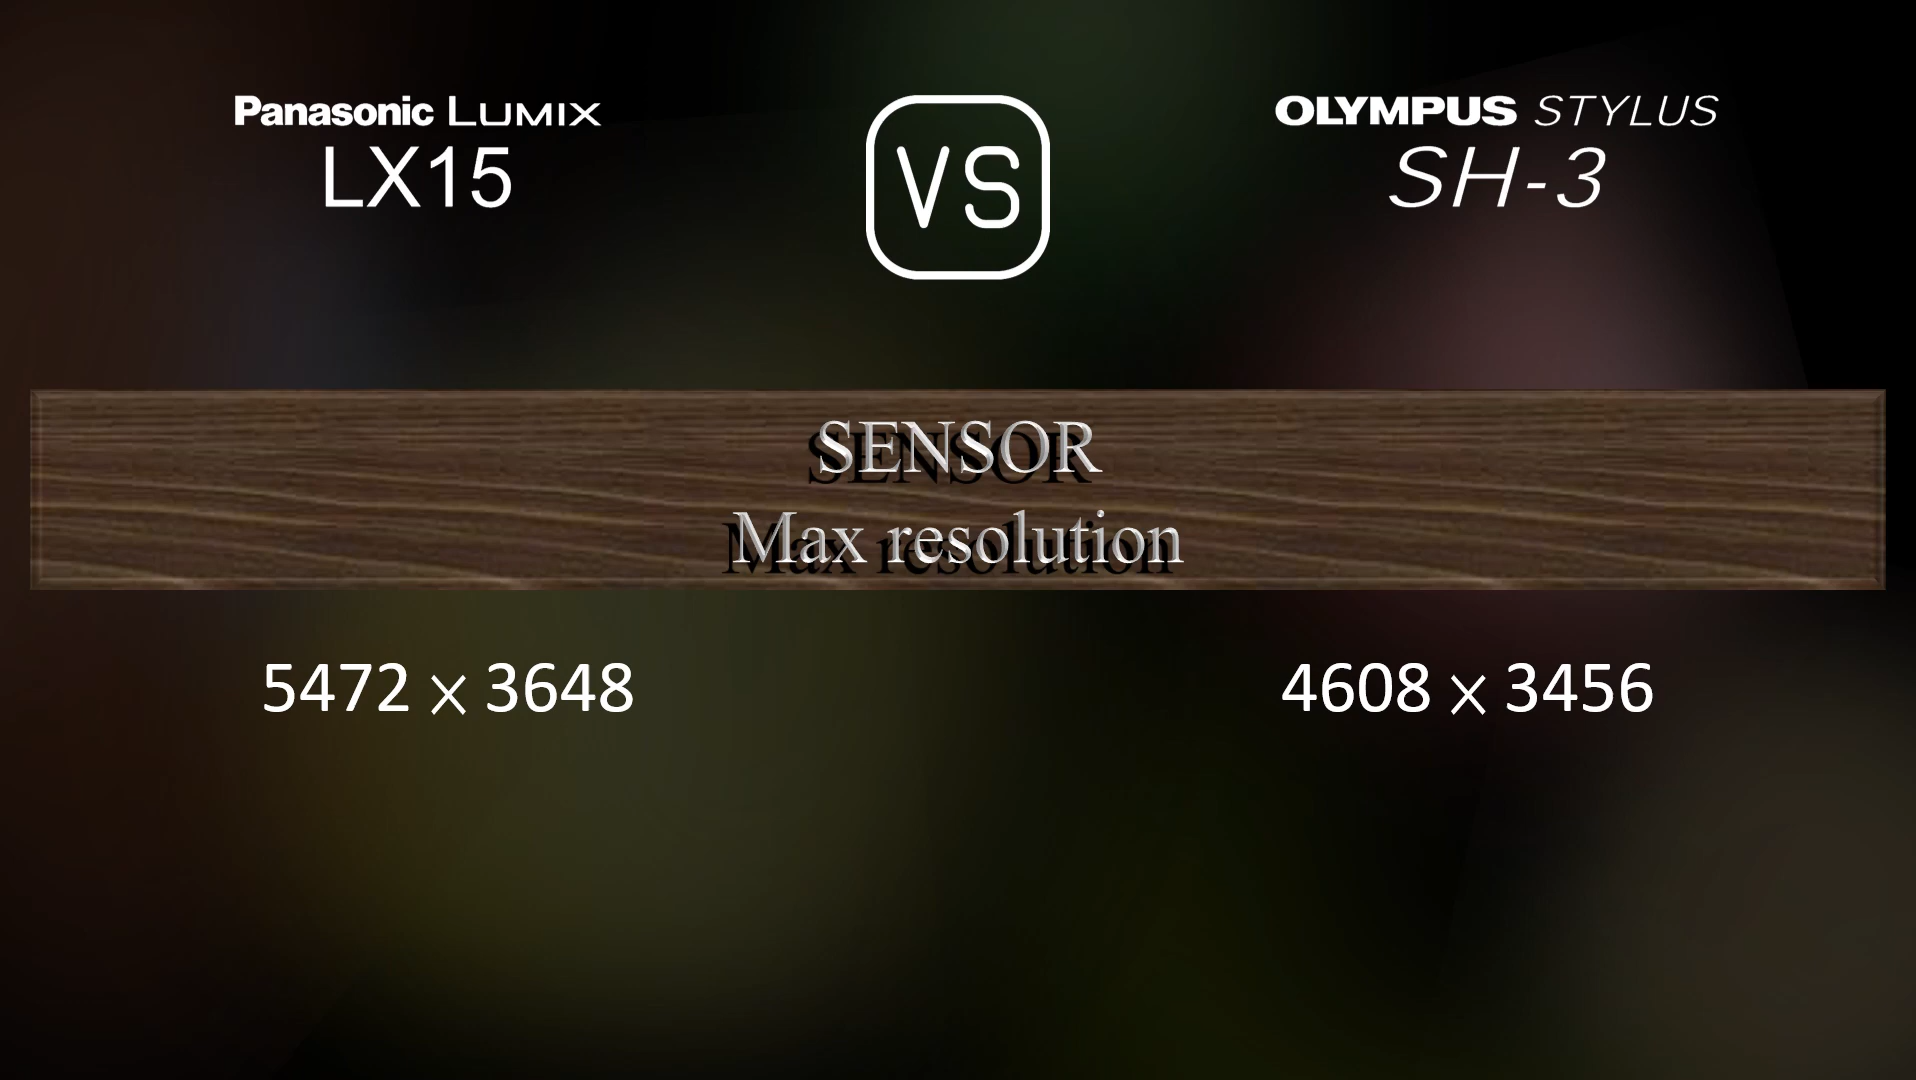 Panasonic LUMIX
LX15
VS
OLYMPUS STYLUS
SH-3
SENSOR
Max resolution
5472 x 3648
4608 x 3456